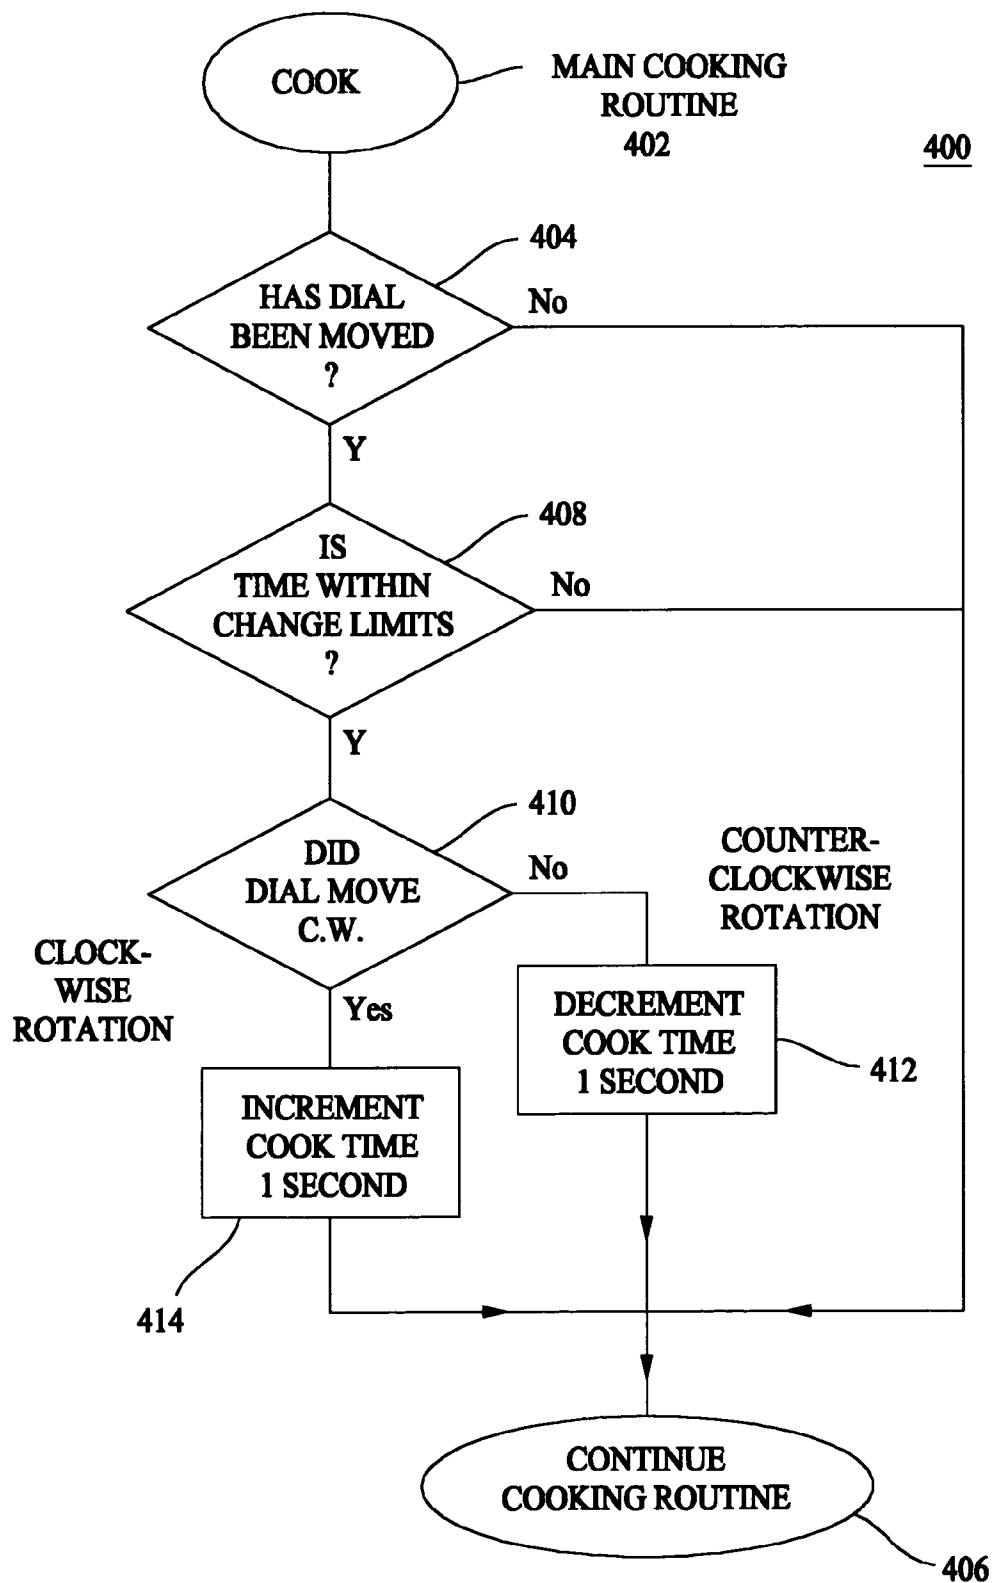 COOK
MAIN COOKING
ROUTINE
402
400
404
HAS DIAL
BEEN MOVED
?
No
Y
408
IS
TIME WITHIN
CHANGE LIMITS
?
No
Y
410
DID
DIAL MOVE
C.W.
No
COUNTER-
CLOCKWISE
ROTATION
CLOCK-
WISE
ROTATION
Yes
DECREMENT
COOK TIME
1 SECOND
412
INCREMENT
COOK TIME
1 SECOND
414
CONTINUE
COOKING ROUTINE
406